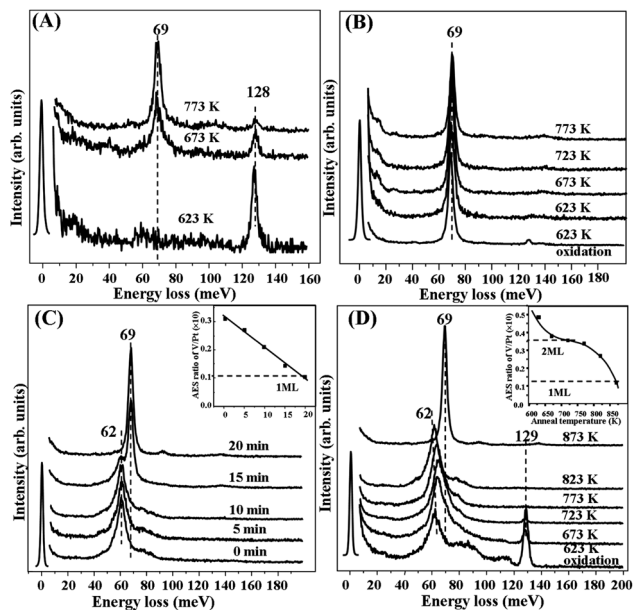 (A)
69
128
773 K
673 K
623 K
Intensity (arb. units)
0 20 40 60 80 100 120 140 160
Energy loss (meV)
(B)
69
773 K
723 K
673 K
623 K
623 K
oxidation
Intensity (arb. units)
0 20 40 60 80 100 120 140 160 180
Energy loss (meV)
(C)
69
62
20 min
15 min
10 min
5 min
0 min
Intensity (arb. units)
0 20 40 60 80 100 120 140 160 180 200
Energy loss (meV)
AES ratio of V/Pt (×10)
0.3
0.2
0.1
0.0
1ML
0 5 10 15 20
(D)
69
62
129
873 K
823 K
773 K
723 K
673 K
623 K
oxidation
Intensity (arb. units)
0 20 40 60 80 100 120 140 160 180 200
Energy loss (meV)
AES ratio of V/Pt (×10)
0.5
0.4
0.3
0.2
0.1
0.0
2ML
1ML
600 650 700 750 800 850
Anneal temperature (K)